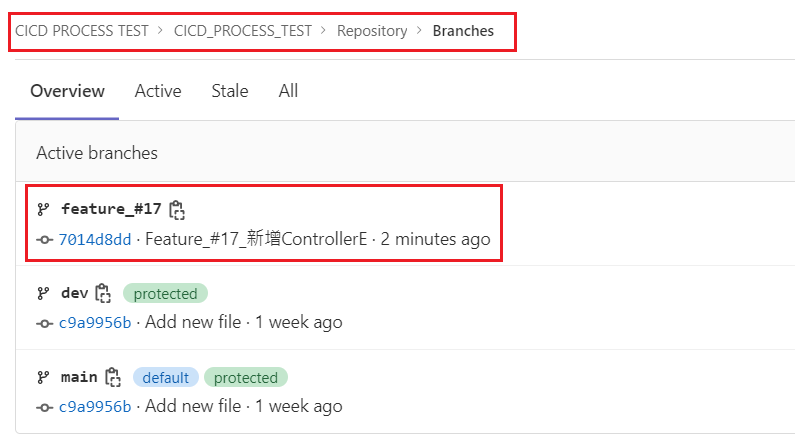 CICD PROCESS TEST > CICD_PROCESS_TEST > Repository > Branches
Overview Active Stale All
Active branches
feature_#17
7014d8dd · Feature_#17_新增ControllerE · 2 minutes ago
dev protected
c9a9956b · Add new file · 1 week ago
main default protected
c9a9956b · Add new file · 1 week ago